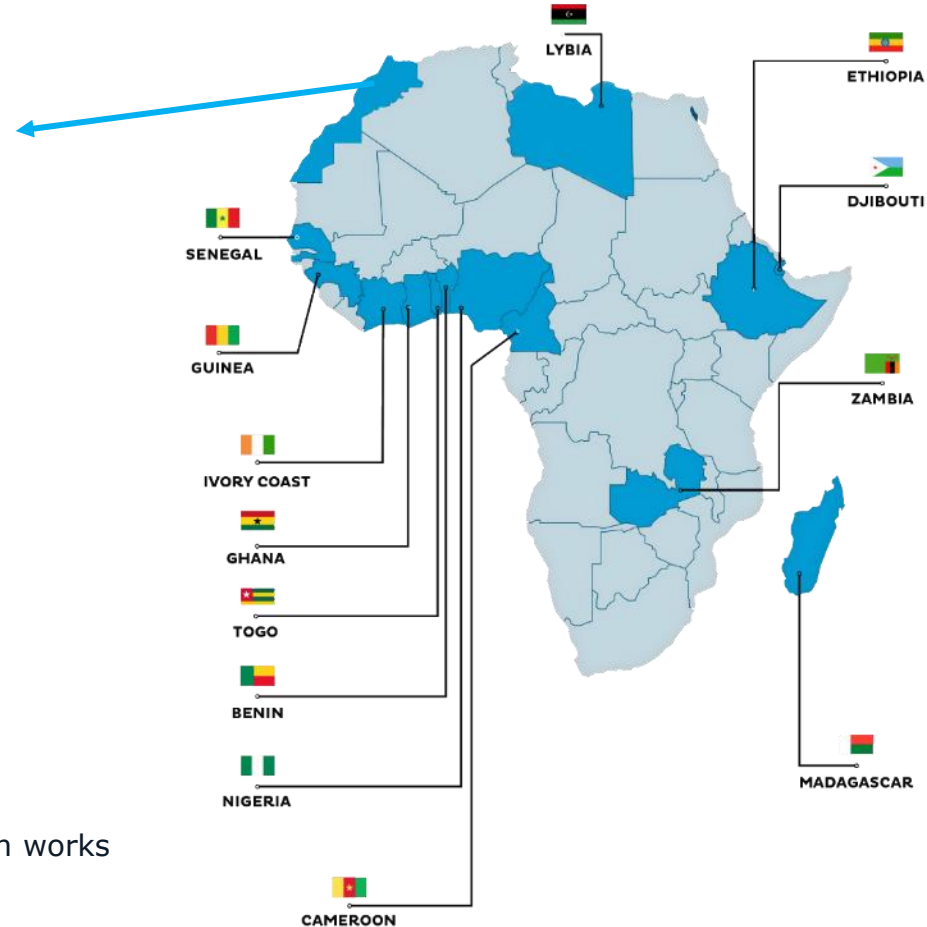 LYBIA
ETHIOPIA
DJIBOUTI
SENEGAL
GUINEA
ZAMBIA
IVORY COAST
GHANA
TOGO
BENIN
NIGERIA
MADAGASCAR
works
CAMEROON